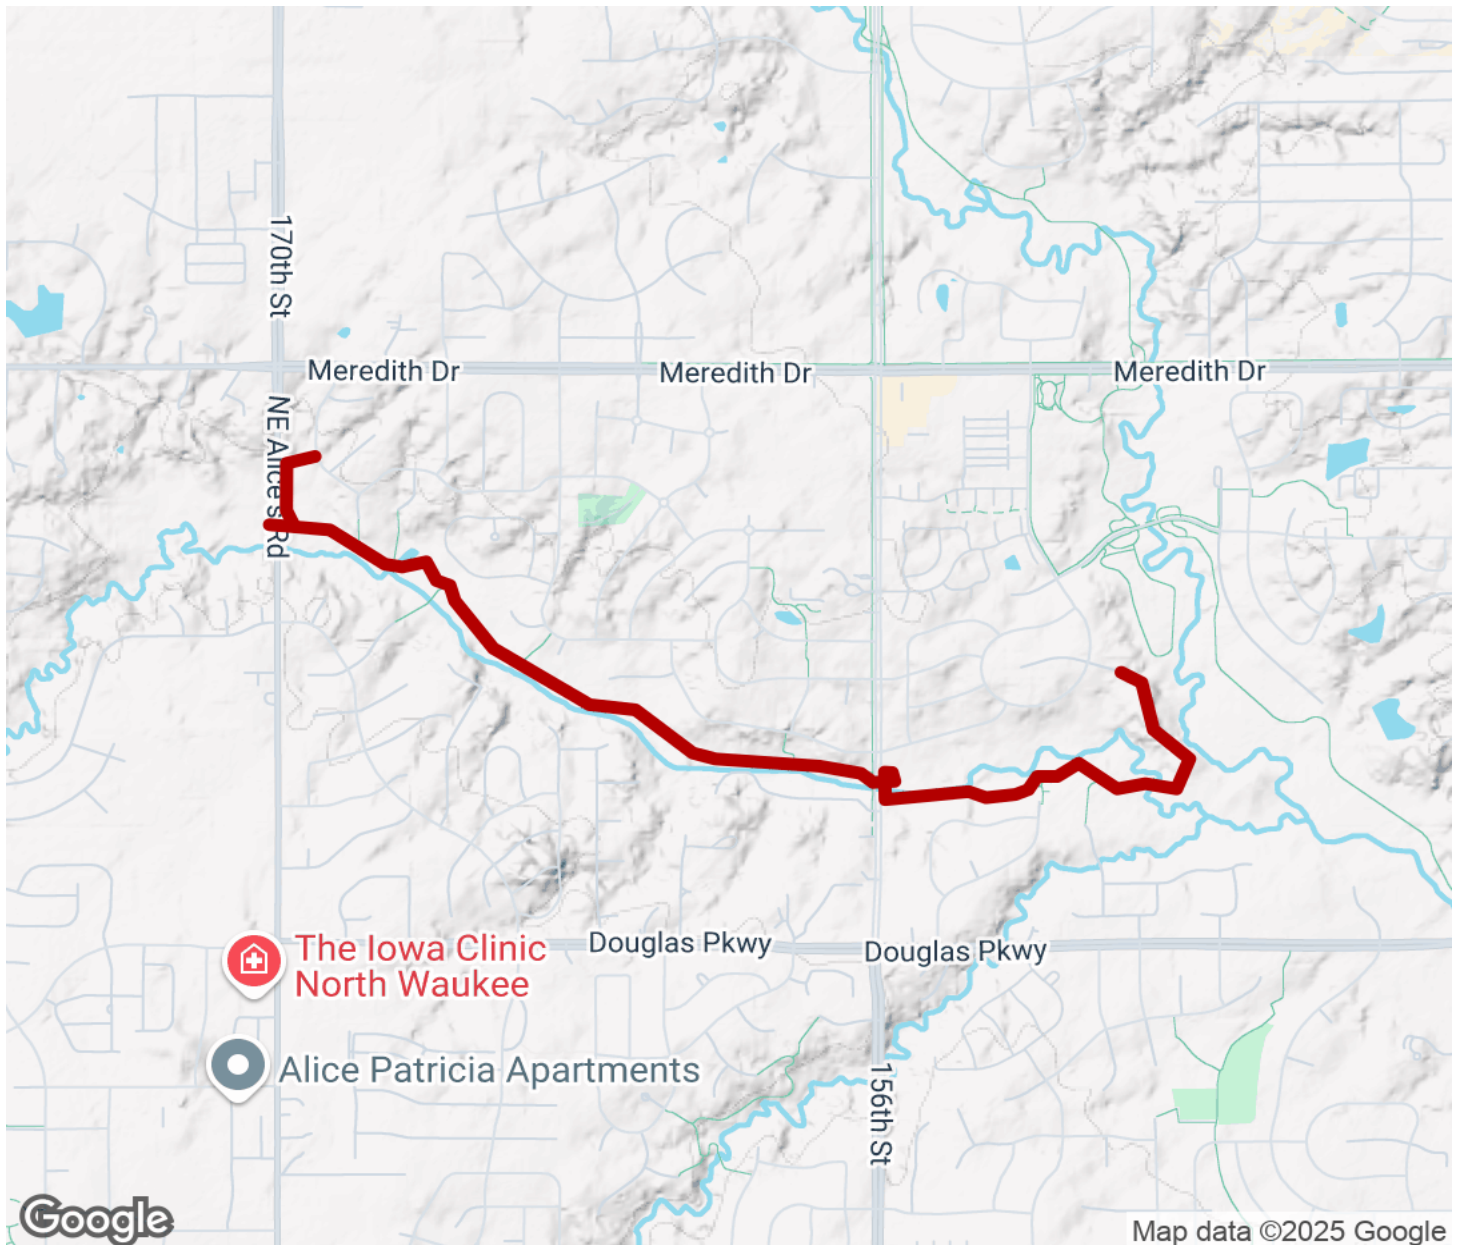 170th St
Meredith Dr
Meredith Dr
Meredith Dr
NE Alice's Rd
Douglas Pkwy
Douglas Pkwy
The Iowa Clinic
North Waukee
Alice Patricia Apartments
156th St
Google
Map data ©2025 Google